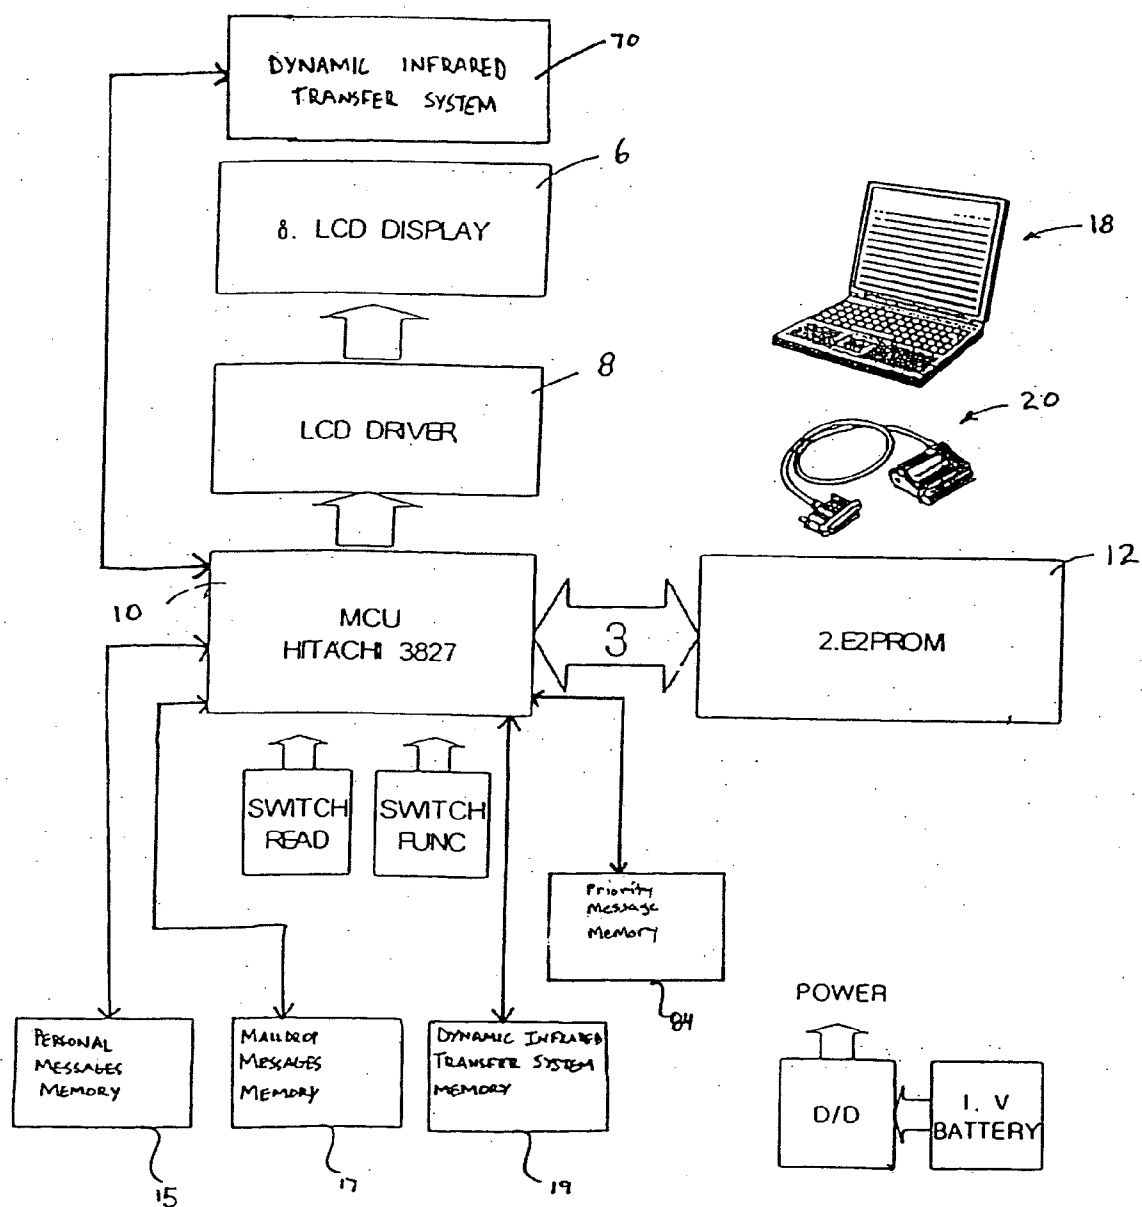 70
DYNAMIC INFRARED
TRANSFER SYSTEM
6
8. LCD DISPLAY
18
8
LCD DRIVER
20
12
10
MCU
HITACHI 3827
3
2.E2PROM
SWITCH
READ
SWITCH
FUNC
Priority
Message
Memory
84
POWER
PERSONAL
MESSAGES
MEMORY
MAILDROP
MESSAGES
MEMORY
DYNAMIC INFRARED
TRANSFER SYSTEM
MEMORY
D/D
1. V
BATTERY
15
17
19